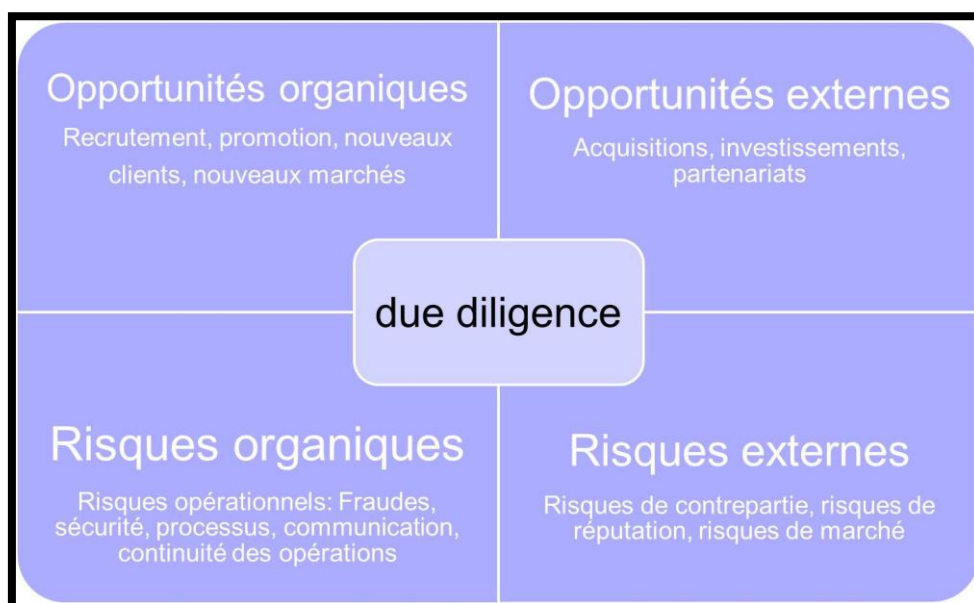 Opportunités organiques
Recrutement, promotion, nouveaux
clients, nouveaux marchés
Opportunités externes
Acquisitions, investissements,
partenariats
due diligence
Risques organiques
Risques opérationnels: Fraudes,
sécurité, processus, communication,
continuité des opérations
Risques externes
Risques de contrepartie, risques de
réputation, risques de marché